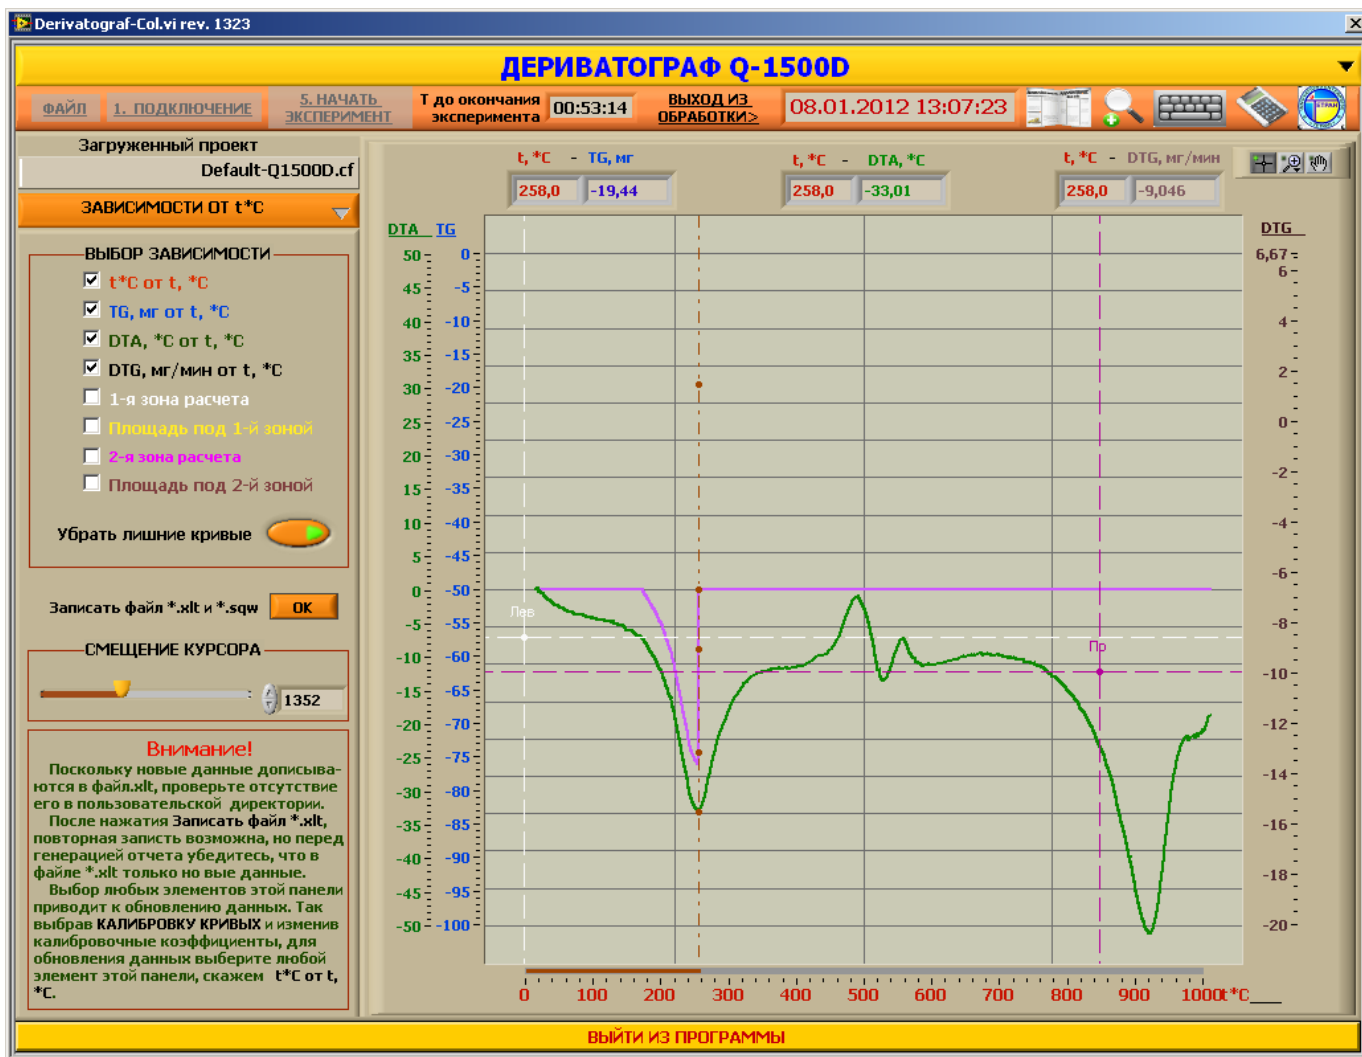 Derivatograf-Col.vi rev. 1323
ДЕРИВАТОГРАФ Q-1500D
ФАЙЛ
1. ПОДКЛЮЧЕНИЕ
5. НАЧАТЬ
ЭКСПЕРИМЕНТ
T до окончания
эксперимента
00:53:14
ВЫХОД ИЗ
ОБРАБОТКИ>
08.01.2012 13:07:23
Загруженный проект
Default-Q1500D.cf
ЗАВИСИМОСТИ ОТ t*C
ВЫБОР ЗАВИСИМОСТИ
t*C от t, *C
TG, мг от t, *C
DTA, *C от t, *C
DTG, мг/мин от t, *C
1-я зона расчета
Площадь под 1-й зоной
2-я зона расчета
Площадь под 2-й зоной
Убрать лишние кривые
Записать файл *.xlt и *.sqw
OK
СМЕЩЕНИЕ КУРСОРА
1352
Внимание!
Поскольку новые данные дописыва-
ются в файл.xlt, проверьте отсутствие
его в пользовательской директории.
После нажатия Записать файл *.xlt,
повторная запист возможна, но перед
генерацией отчета убедитесь, что в
файле *.xlt только но вые данные.
Выбор любых элементов этой панели
приводит к обновлению данных. Так
выбрав КАЛИБРОВКУ КРИВЫХ и изменив
калибровочные коэффициенты, для
обновления данных выберите любой
элемент этой панели, скажем t*C от t,
*C.
t, *C - TG, мг
258,0 -19,44
t, *C - DTA, *C
258,0 -33,01
t, *C - DTG, мг/мин
258,0 -9,046
DTA TG
50 0
45 -5
40 -10
35 -15
30 -20
25 -25
20 -30
15 -35
10 -40
5 -45
0 -50
-5 -55
-10 -60
-15 -65
-20 -70
-25 -75
-30 -80
-35 -85
-40 -90
-45 -95
-50 -100
Лев
Пр
DTG
6,67
6
4
2
0
-2
-4
-6
-8
-10
-12
-14
-16
-18
-20
0 100 200 300 400 500 600 700 800 900 1000 t*C
ВЫЙТИ ИЗ ПРОГРАММЫ